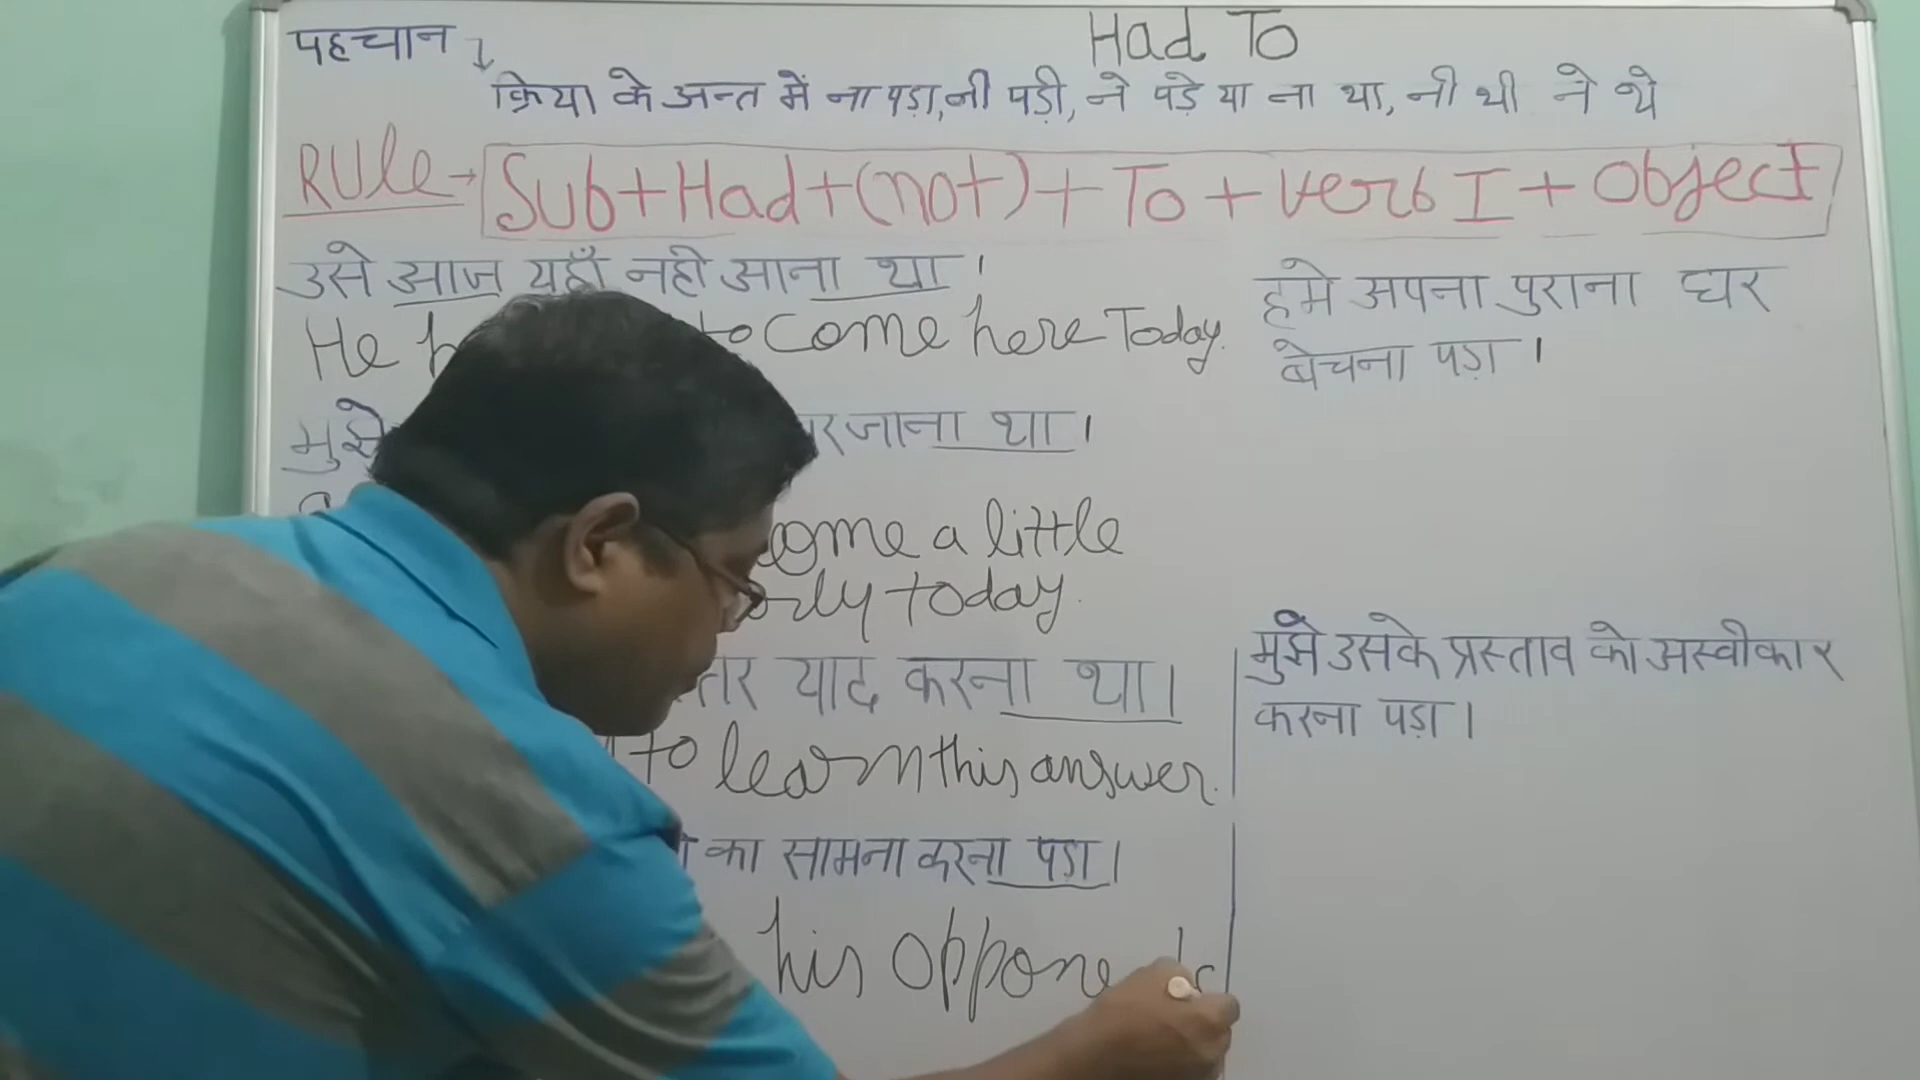 पहचान
Had To
क्रिया के अन्त में ना पड़ा,नी पड़ी, ने पड़े या ना था, नी थी ने थे
RULe→ Sub+Had+(not)+To+verb I+Object
उसे आज यहाँ नही आना था।
He to come here Today.
मुझे जाना था।
a little
today.
याद करना था।
to learn this answer.
का सामना करना पड़ा।
his
हमे अपना पुराना घर
बेचना पड़ा।
मुझे उसके प्रस्ताव को अस्वीकार
करना पड़ा।